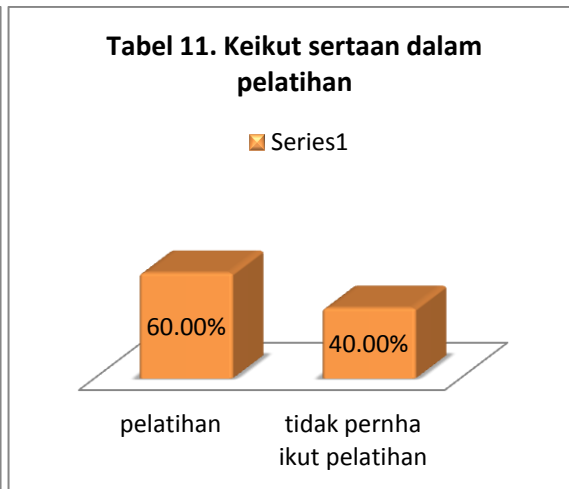 Tabel 11. Keikut sertaan dalam
pelatihan
Series1
60.00%
40.00%
pelatihan
tidak pernha
ikut pelatihan